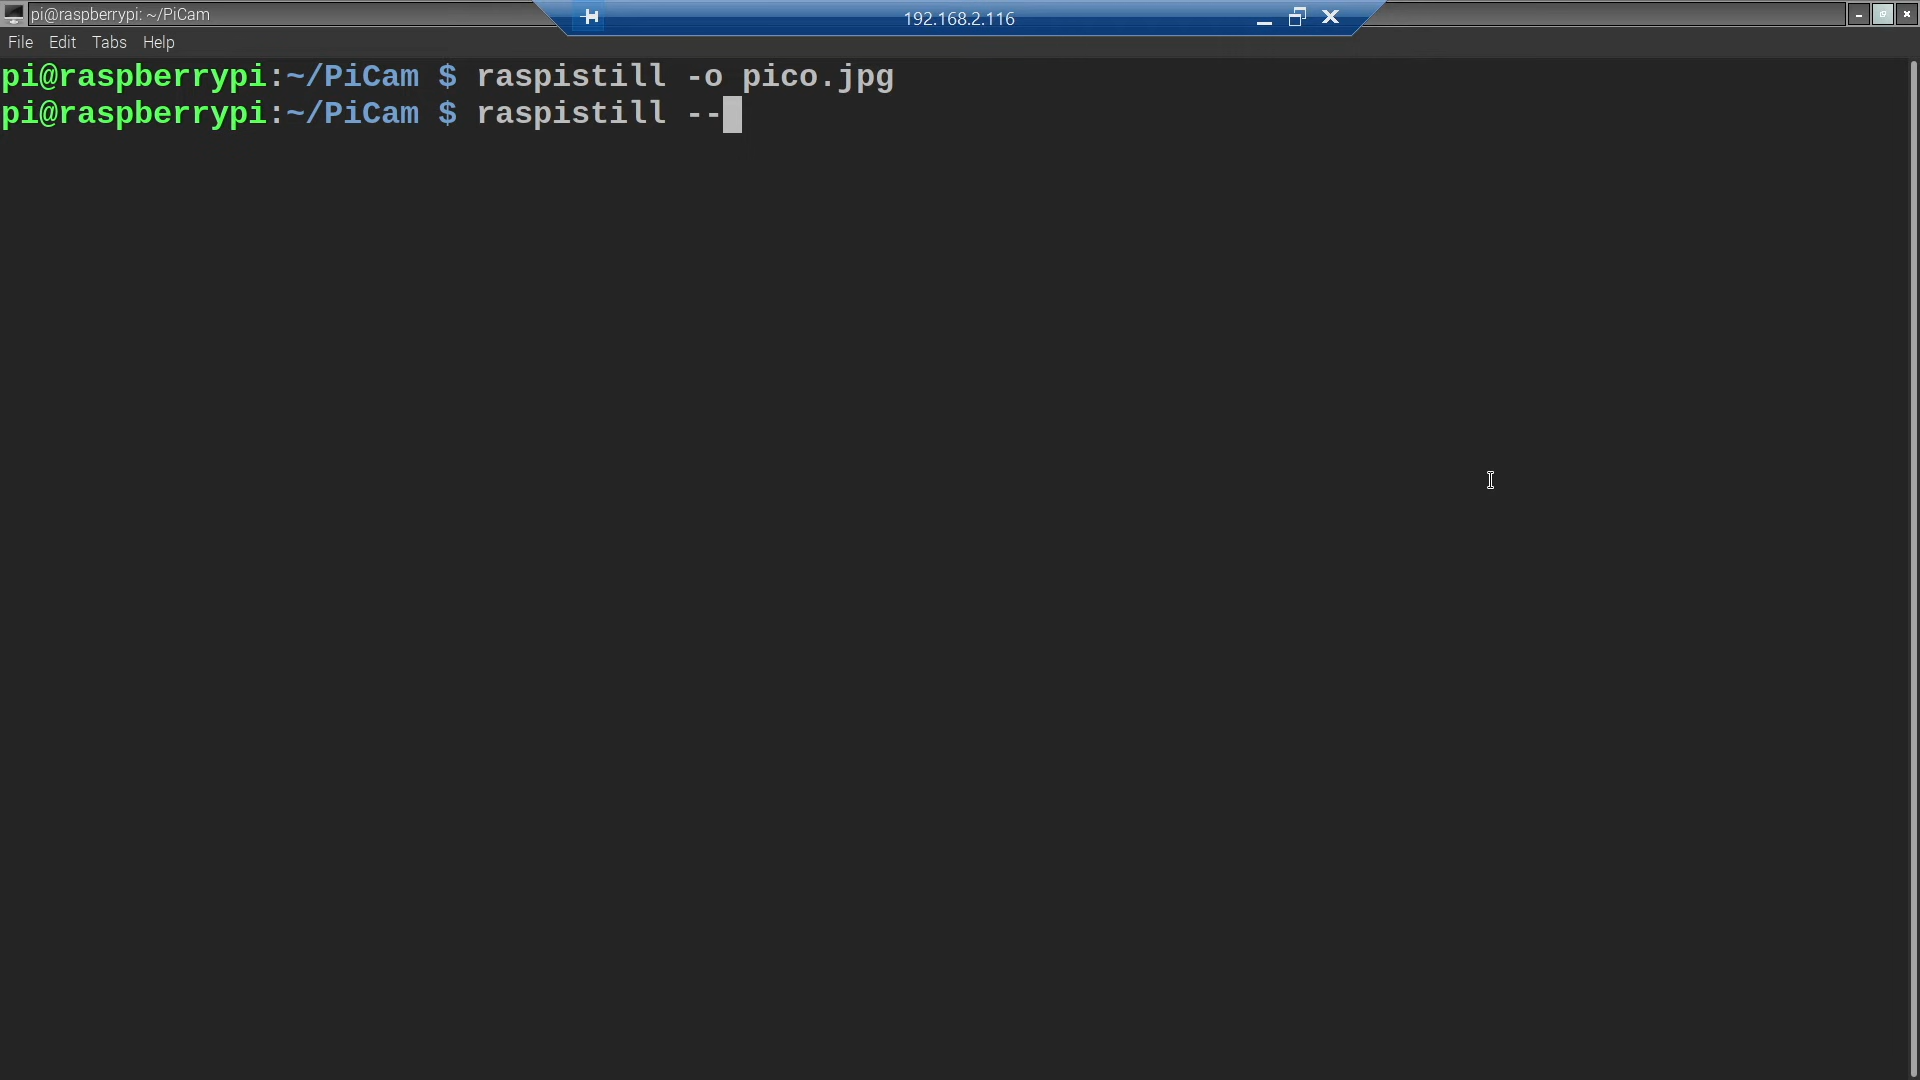 pi@raspberrypi: ~/PiCam
192.168.2.116
File Edit Tabs Help
pi@raspberrypi:~/PiCam $ raspistill -o pico.jpg
pi@raspberrypi:~/PiCam $ raspistill --